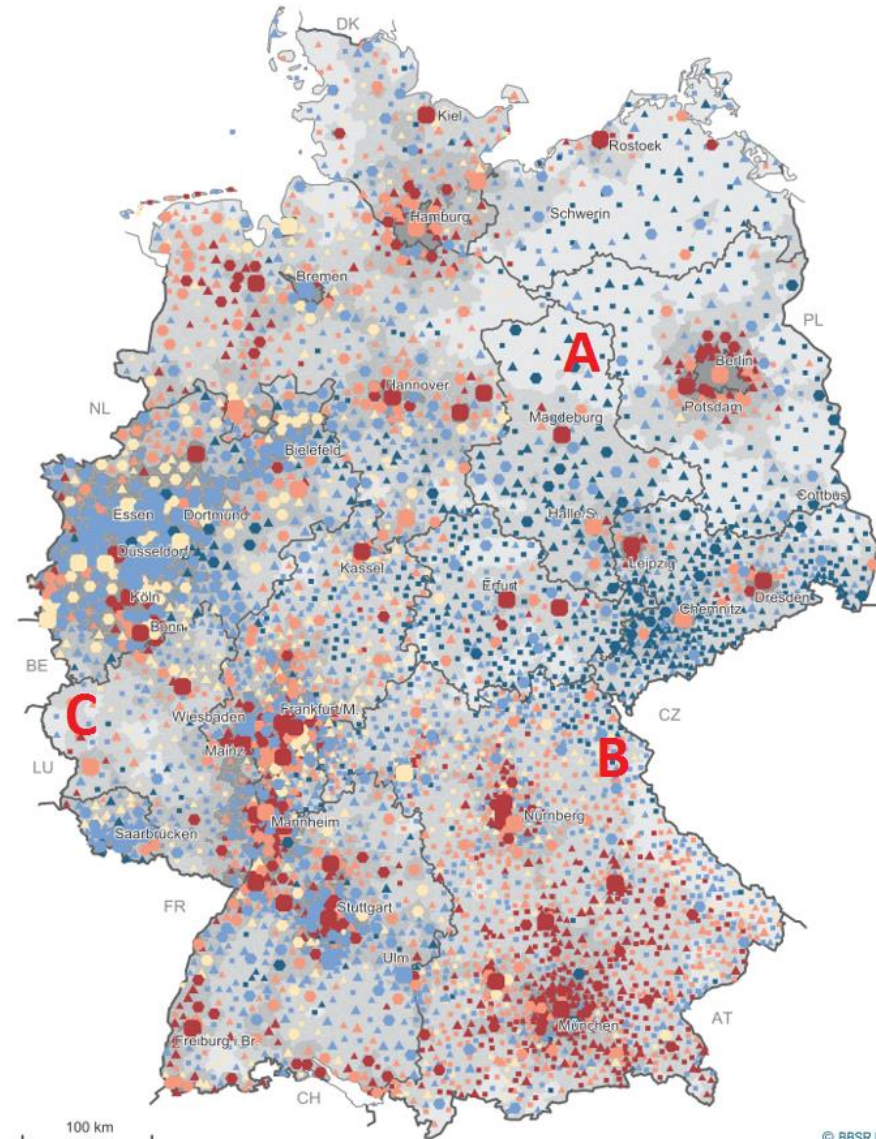 DK
Kiel
Rostock
Hamburg
Schwerin
Bremen
PL
A
Berlin
NL
Hannover
Potsdam
Magdeburg
Bielefeld
Cottbus
Essen
Dortmund
Halle/S.
Düsseldorf
Leipzig
Kassel
Erfurt
Dresden
Köln
Chemnitz
Bonn
BE
C
Wiesbaden
Frankfurt/M.
CZ
Mainz
B
LU
Nürnberg
Mannheim
Saarbrücken
FR
Stuttgart
Ulm
AT
München
Freiburg i.Br.
CH
100 km
© BBSR